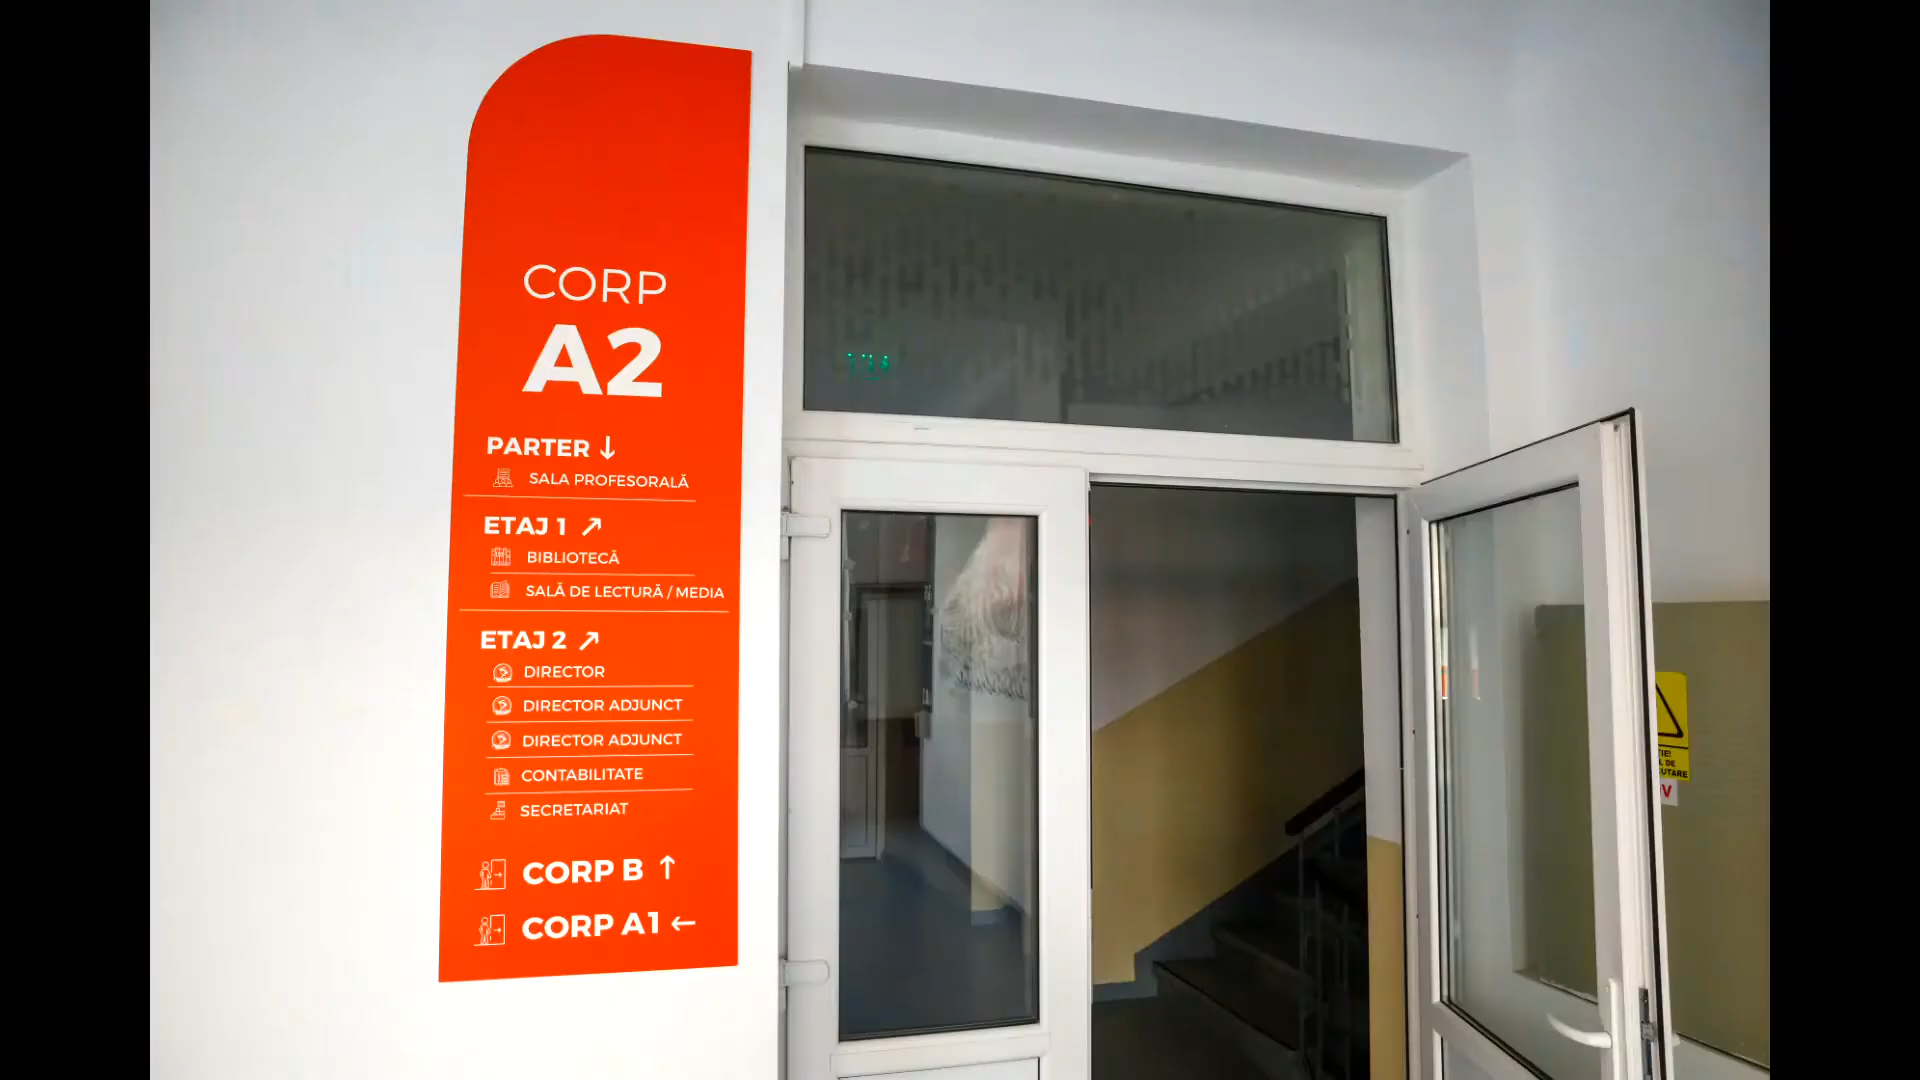 CORP
A2
PARTER ↓
SALA PROFESORALĂ
ETAJ 1 ↗
BIBLIOTECĂ
SALĂ DE LECTURĂ / MEDIA
ETAJ 2 ↗
DIRECTOR
DIRECTOR ADJUNCT
DIRECTOR ADJUNCT
CONTABILITATE
SECRETARIAT
CORP B ↑
CORP A1 ←